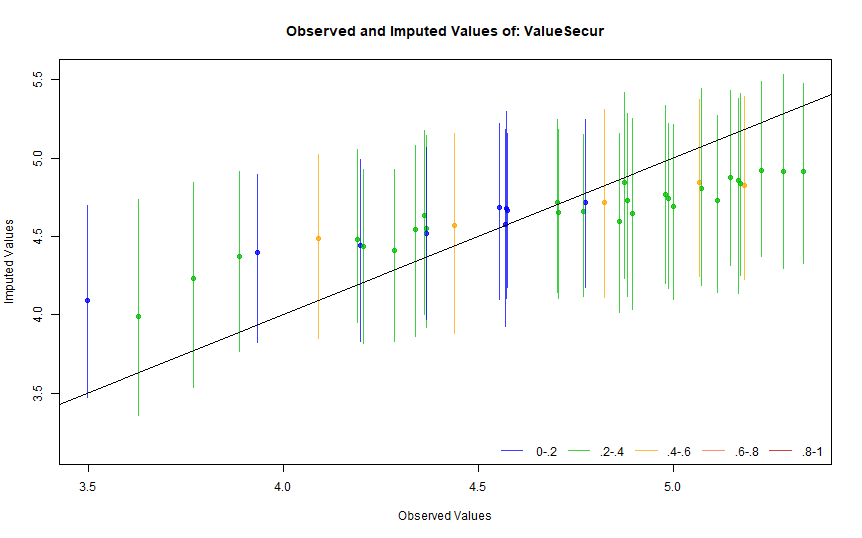 Observed and Imputed Values of: ValueSecur
Imputed Values
5.5
5.0
4.5
4.0
3.5
0-.2 .2-.4 .4-.6 .6-.8 .8-1
3.5 4.0 4.5 5.0
Observed Values